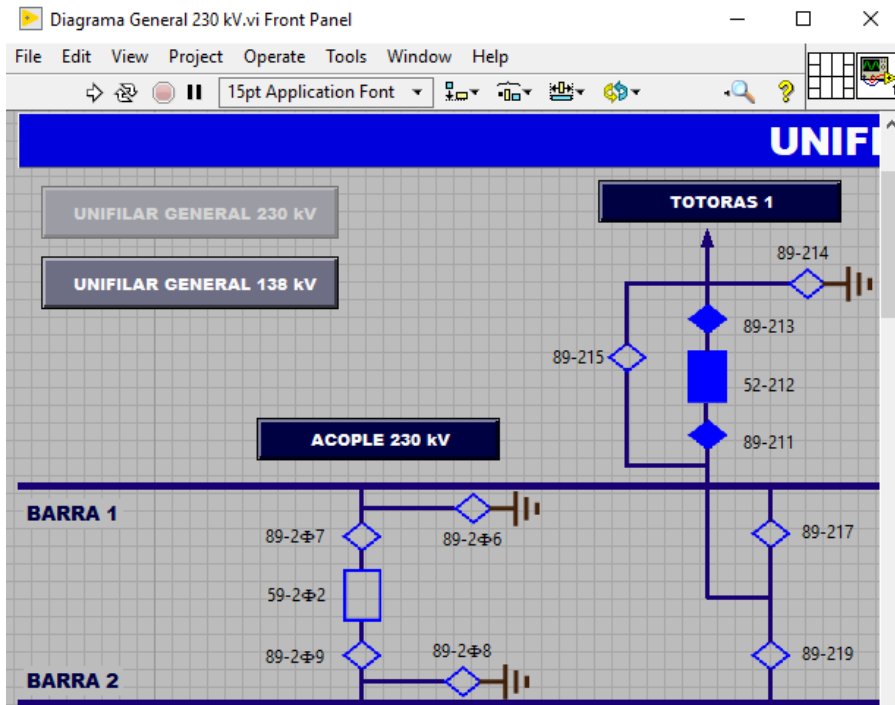 Diagrama General 230 kV.vi Front Panel
File Edit View Project Operate Tools Window Help
15pt Application Font
UNIFI
UNIFILAR GENERAL 230 kV
TOTORAS 1
89-214
UNIFILAR GENERAL 138 kV
89-213
89-215
52-212
ACOPLE 230 kV
89-211
BARRA 1
89-2Φ7
89-2Φ6
89-217
59-2Φ2
89-2Φ9
89-2Φ8
89-219
BARRA 2